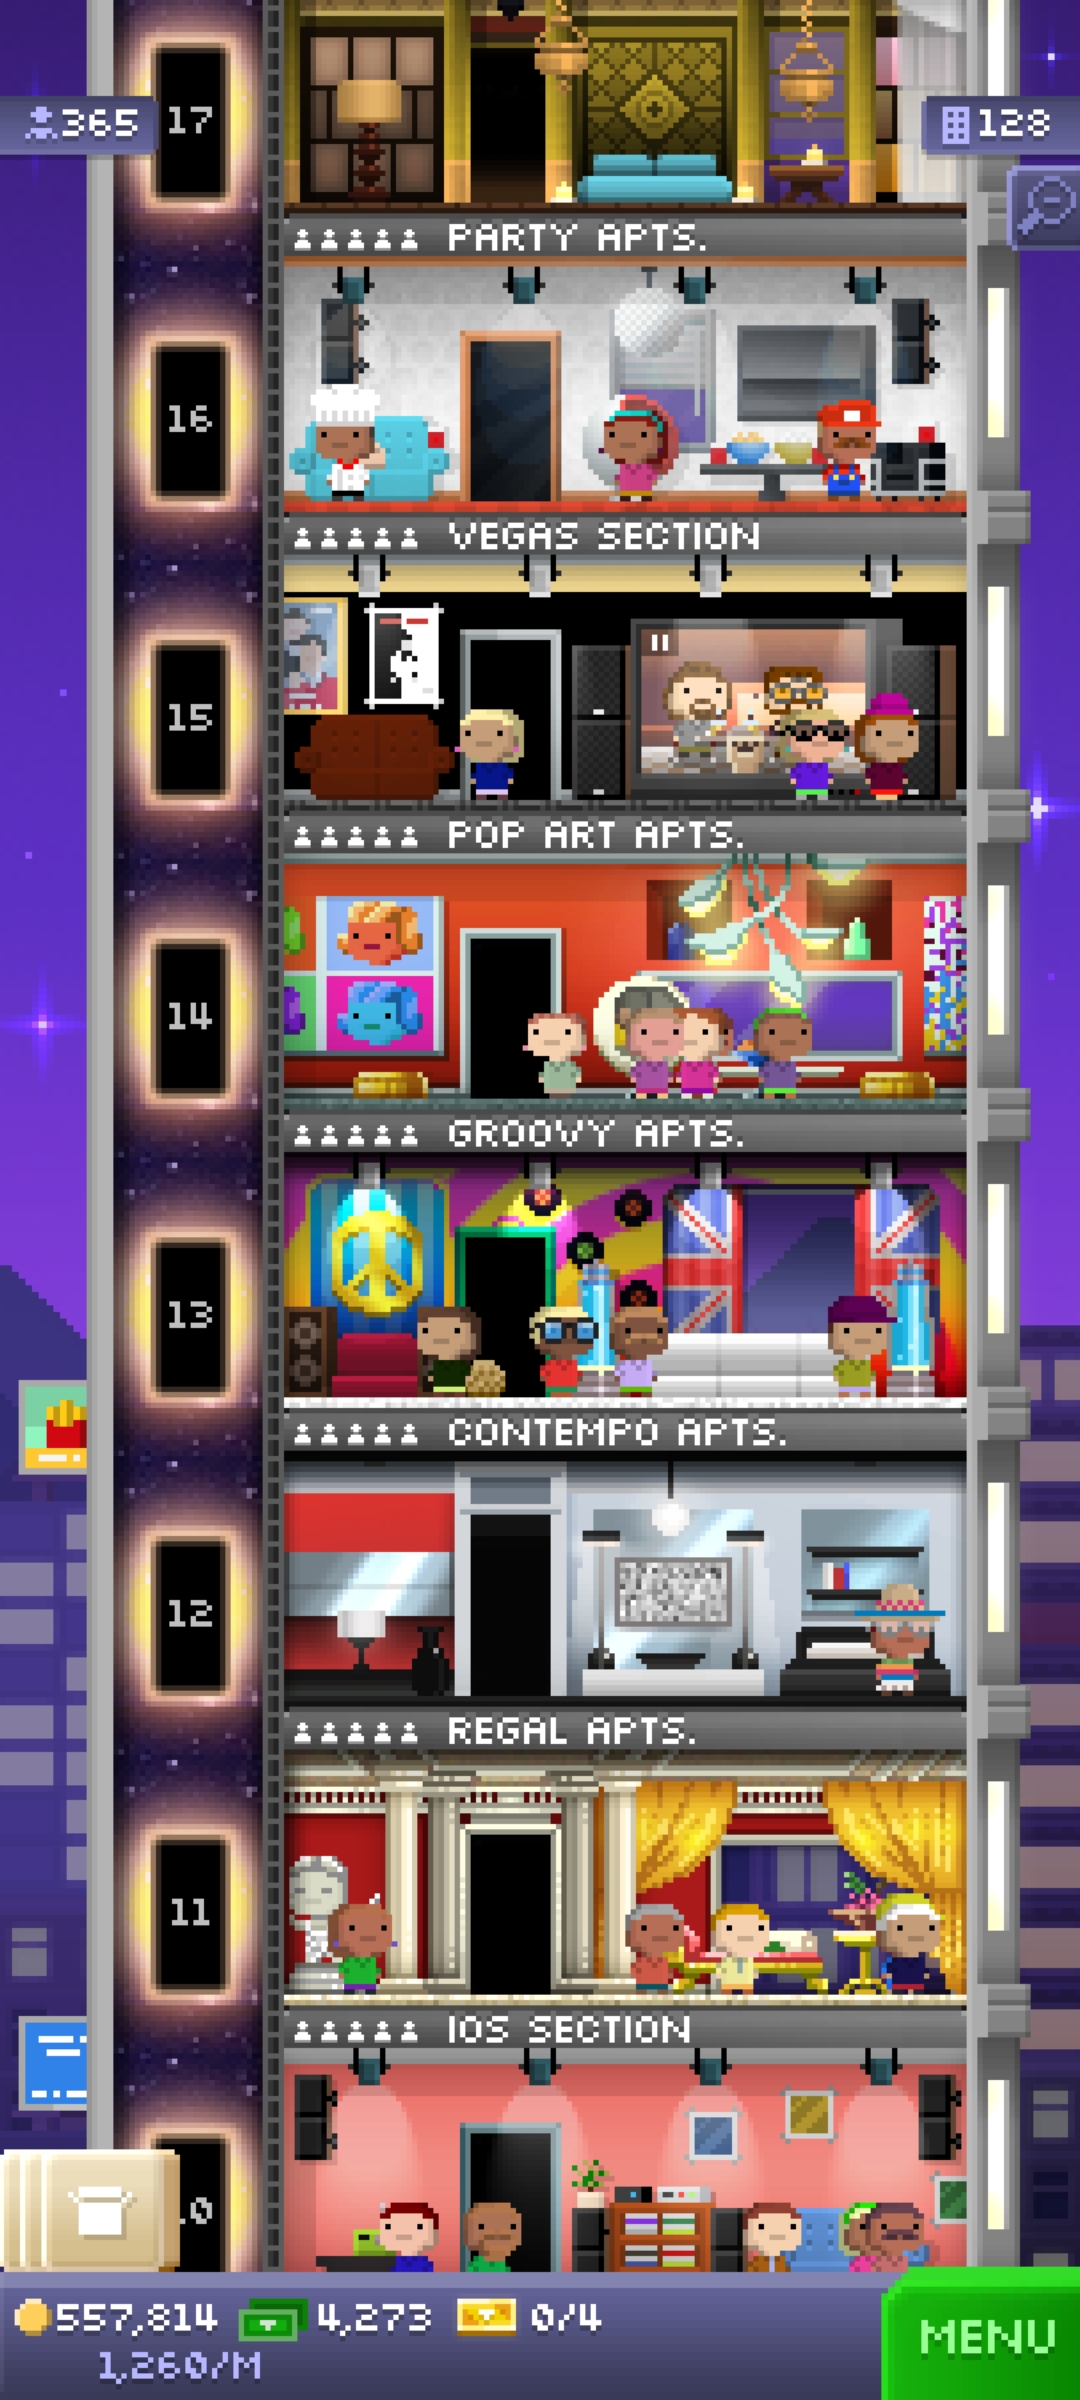 365
17
128
PARTY APTS.
16
VEGAS SECTION
15
POP ART APTS.
14
GROOVY APTS.
13
CONTEMPO APTS.
12
REGAL APTS.
11
IOS SECTION
10
557,814 4,273 0/4
1,260/M
MENU